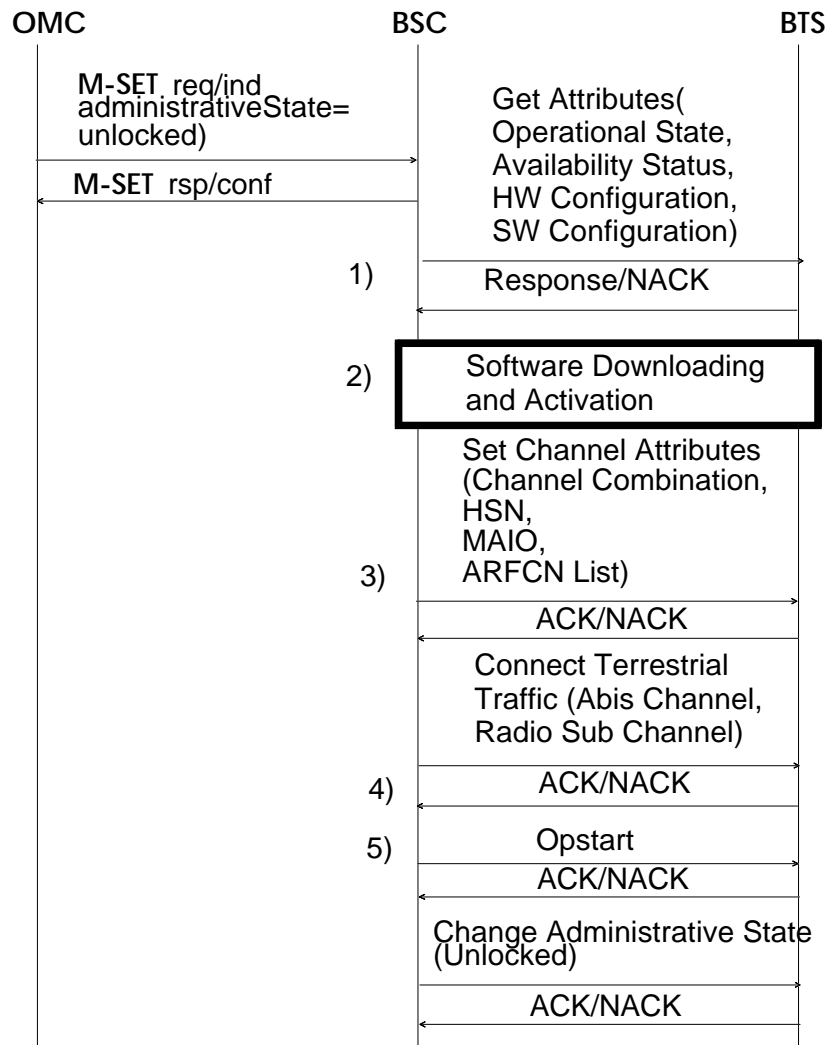 OMC BSC BTS
M-SET req/ind
administrativeState=
unlocked)
M-SET rsp/conf
Get Attributes(
Operational State,
Availability Status,
HW Configuration,
SW Configuration)
1)
Response/NACK
2)
Software Downloading
and Activation
Set Channel Attributes
(Channel Combination,
HSN,
MAIO,
ARFCN List)
3)
ACK/NACK
Connect Terrestrial
Traffic (Abis Channel,
Radio Sub Channel)
4)
ACK/NACK
5)
Opstart
ACK/NACK
Change Administrative State
(Unlocked)
ACK/NACK